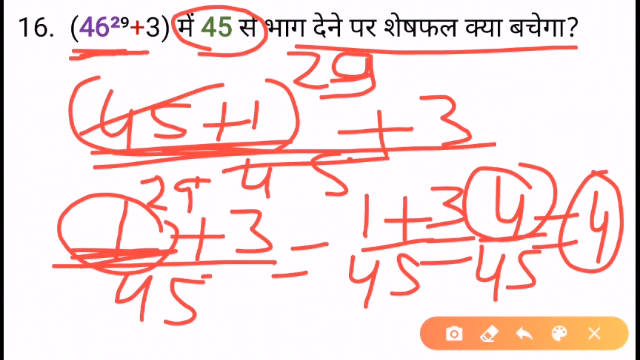 16. (46²⁹+3) में 45 से भाग देने पर शेषफल क्या बचेगा?
29
(45+1) + 3
45
29
1 + 3 = 1+3 = 4 = 4
45 45 45